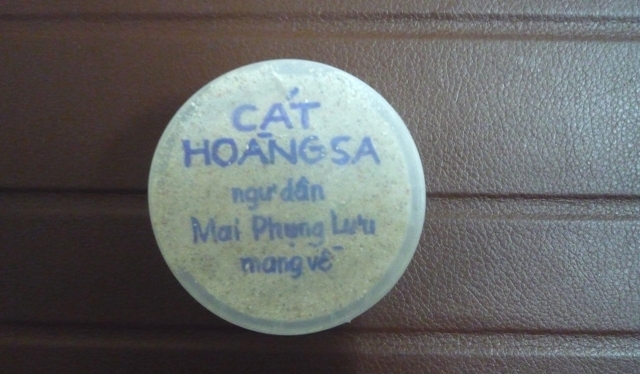 CÁT
HOÀNG SA
ngư dân
Mai Phụng Lưu
mang về